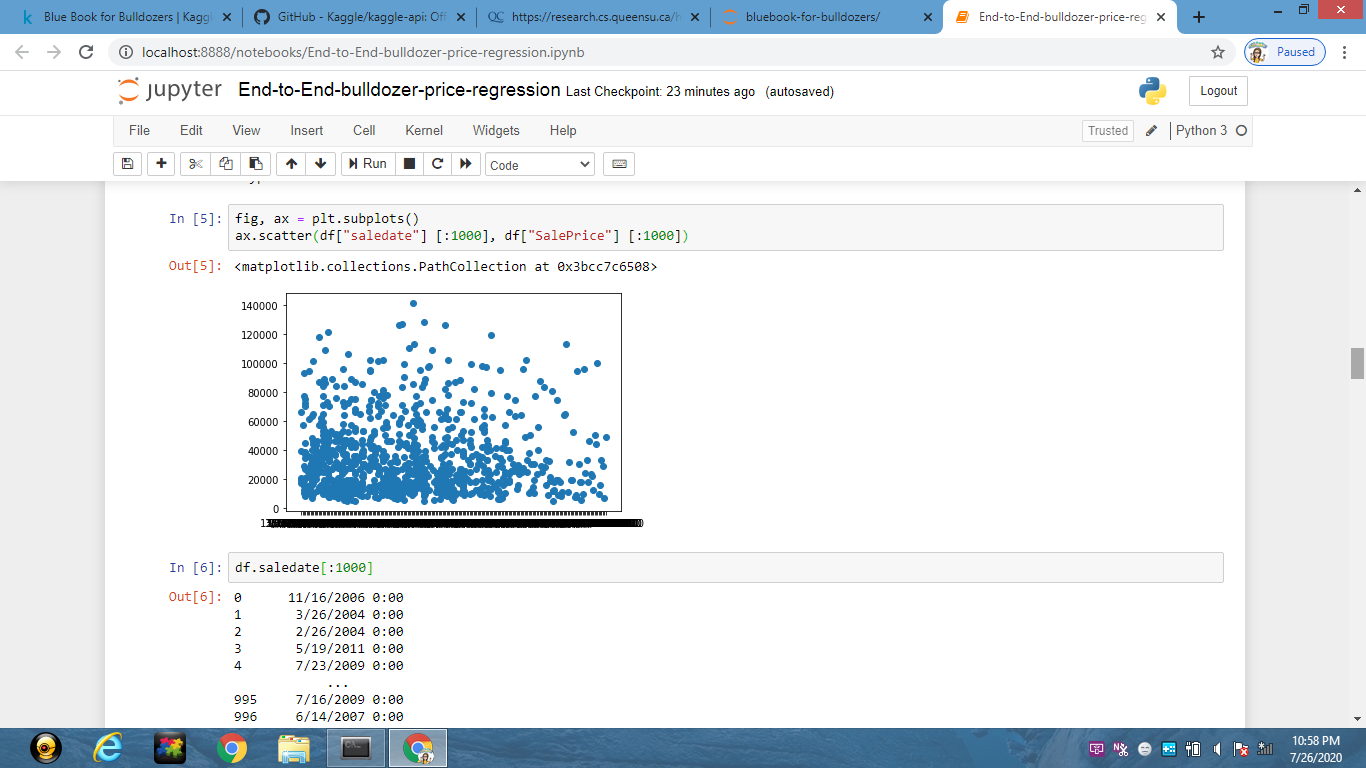 Blue Book for Bulldozers | Kaggl
GitHub - Kaggle/kaggle-api: Off
https://research.cs.queensu.ca/h
bluebook-for-bulldozers/
End-to-End-bulldozer-price-reg
localhost:8888/notebooks/End-to-End-bulldozer-price-regression.ipynb
Paused
jupyter End-to-End-bulldozer-price-regression Last Checkpoint: 23 minutes ago (autosaved)
Logout
File Edit View Insert Cell Kernel Widgets Help
Trusted
Python 3
Run
Code
In [5]: fig, ax = plt.subplots()
ax.scatter(df["saledate"] [:1000], df["SalePrice"] [:1000])
Out[5]: <matplotlib.collections.PathCollection at 0x3bcc7c6508>
140000
120000
100000
80000
60000
40000
20000
0
In [6]: df.saledate[:1000]
Out[6]: 0 11/16/2006 0:00
1 3/26/2004 0:00
2 2/26/2004 0:00
3 5/19/2011 0:00
4 7/23/2009 0:00
...
995 7/16/2009 0:00
996 6/14/2007 0:00
10:58 PM
7/26/2020